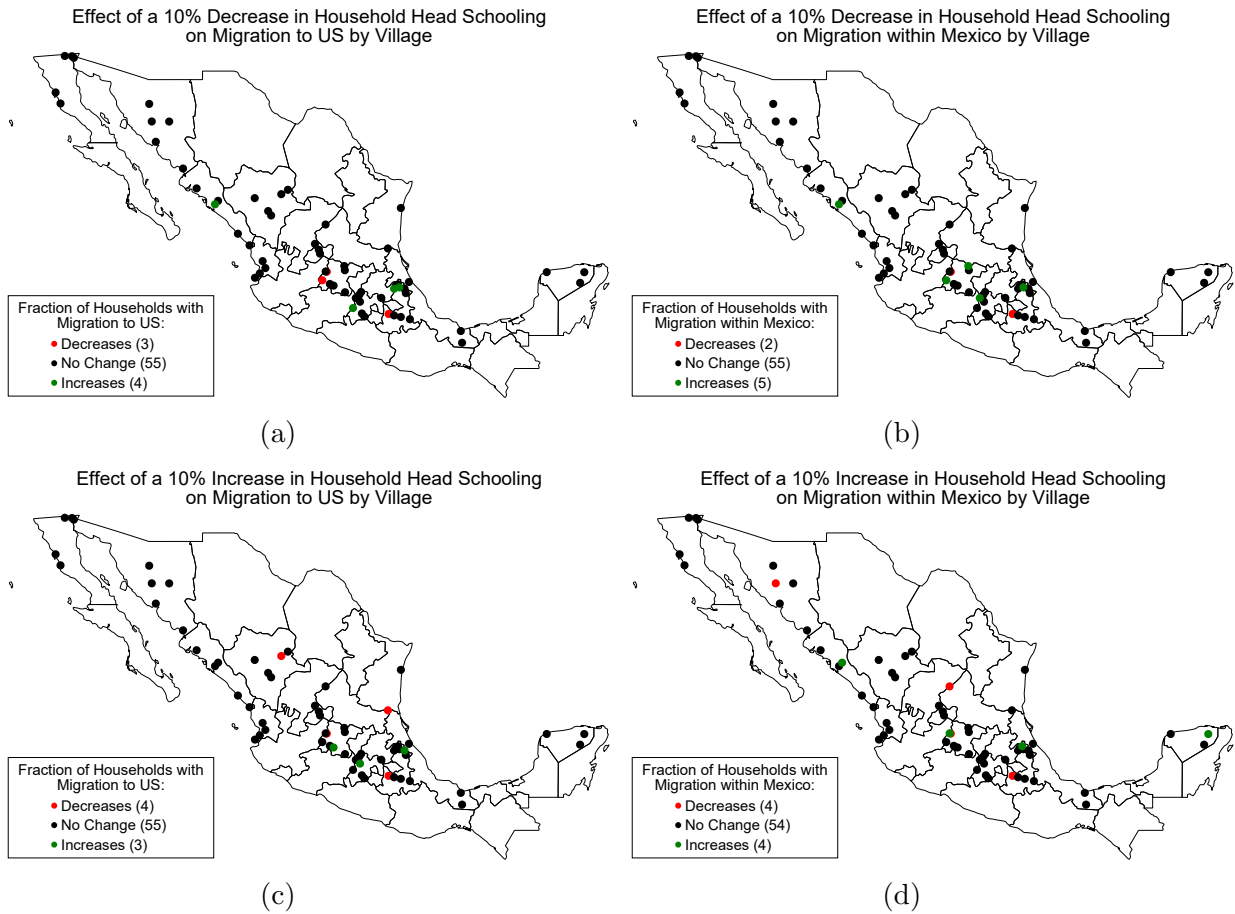 Effect of a 10% Decrease in Household Head Schooling
on Migration to US by Village
Fraction of Households with
Migration to US:
Decreases (3)
No Change (55)
Increases (4)
(a)
Effect of a 10% Decrease in Household Head Schooling
on Migration within Mexico by Village
Fraction of Households with
Migration within Mexico:
Decreases (2)
No Change (55)
Increases (5)
(b)
Effect of a 10% Increase in Household Head Schooling
on Migration to US by Village
Fraction of Households with
Migration to US:
Decreases (4)
No Change (55)
Increases (3)
(c)
Effect of a 10% Increase in Household Head Schooling
on Migration within Mexico by Village
Fraction of Households with
Migration within Mexico:
Decreases (4)
No Change (54)
Increases (4)
(d)